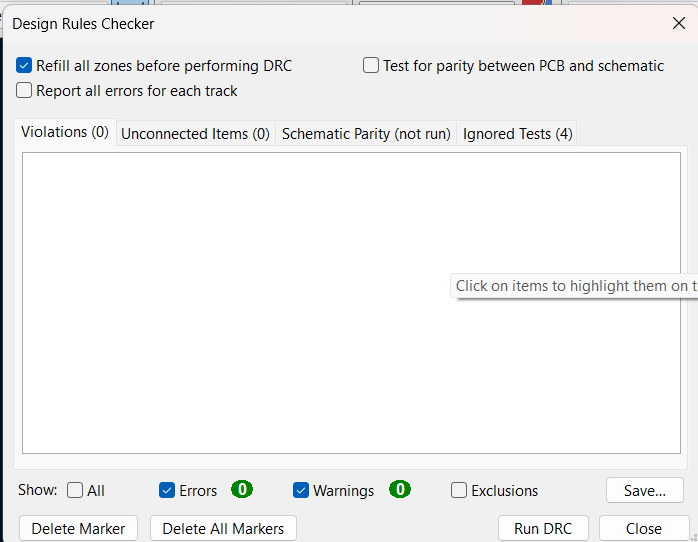 Design Rules Checker
Refill all zones before performing DRC
Test for parity between PCB and schematic
Report all errors for each track
Violations (0)
Unconnected Items (0)
Schematic Parity (not run)
Ignored Tests (4)
Click on items to highlight them on t
Show:
All
Errors
0
Warnings
0
Exclusions
Save...
Delete Marker
Delete All Markers
Run DRC
Close